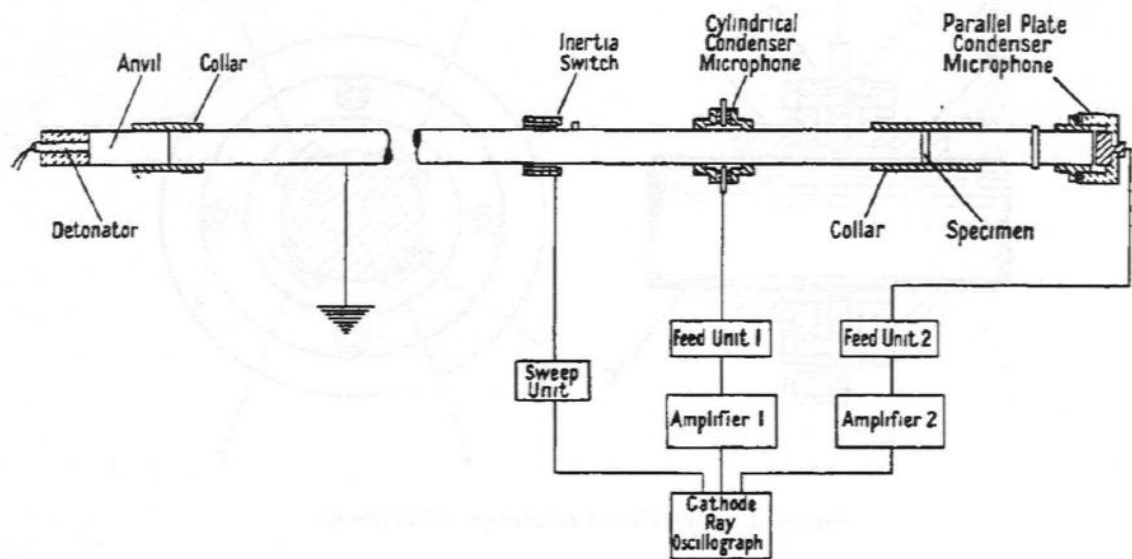 Anvil
Collar
Inertia
Switch
Cylindrical
Condenser
Microphone
Parallel Plate
Condenser
Microphone
Detonator
Collar
Specimen
Feed Unit 1
Feed Unit 2
Sweep
Unit
Amplifier 1
Amplifier 2
Cathode
Ray
Oscillograph